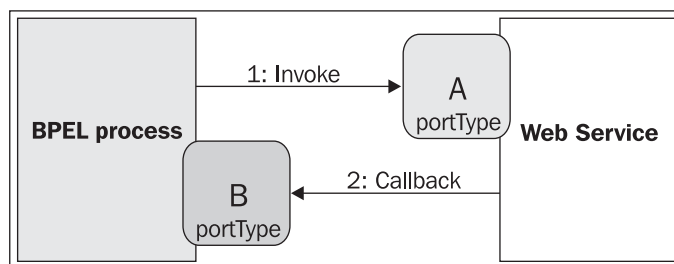 1: Invoke
A
portType
BPEL process
Web Service
2: Callback
B
portType